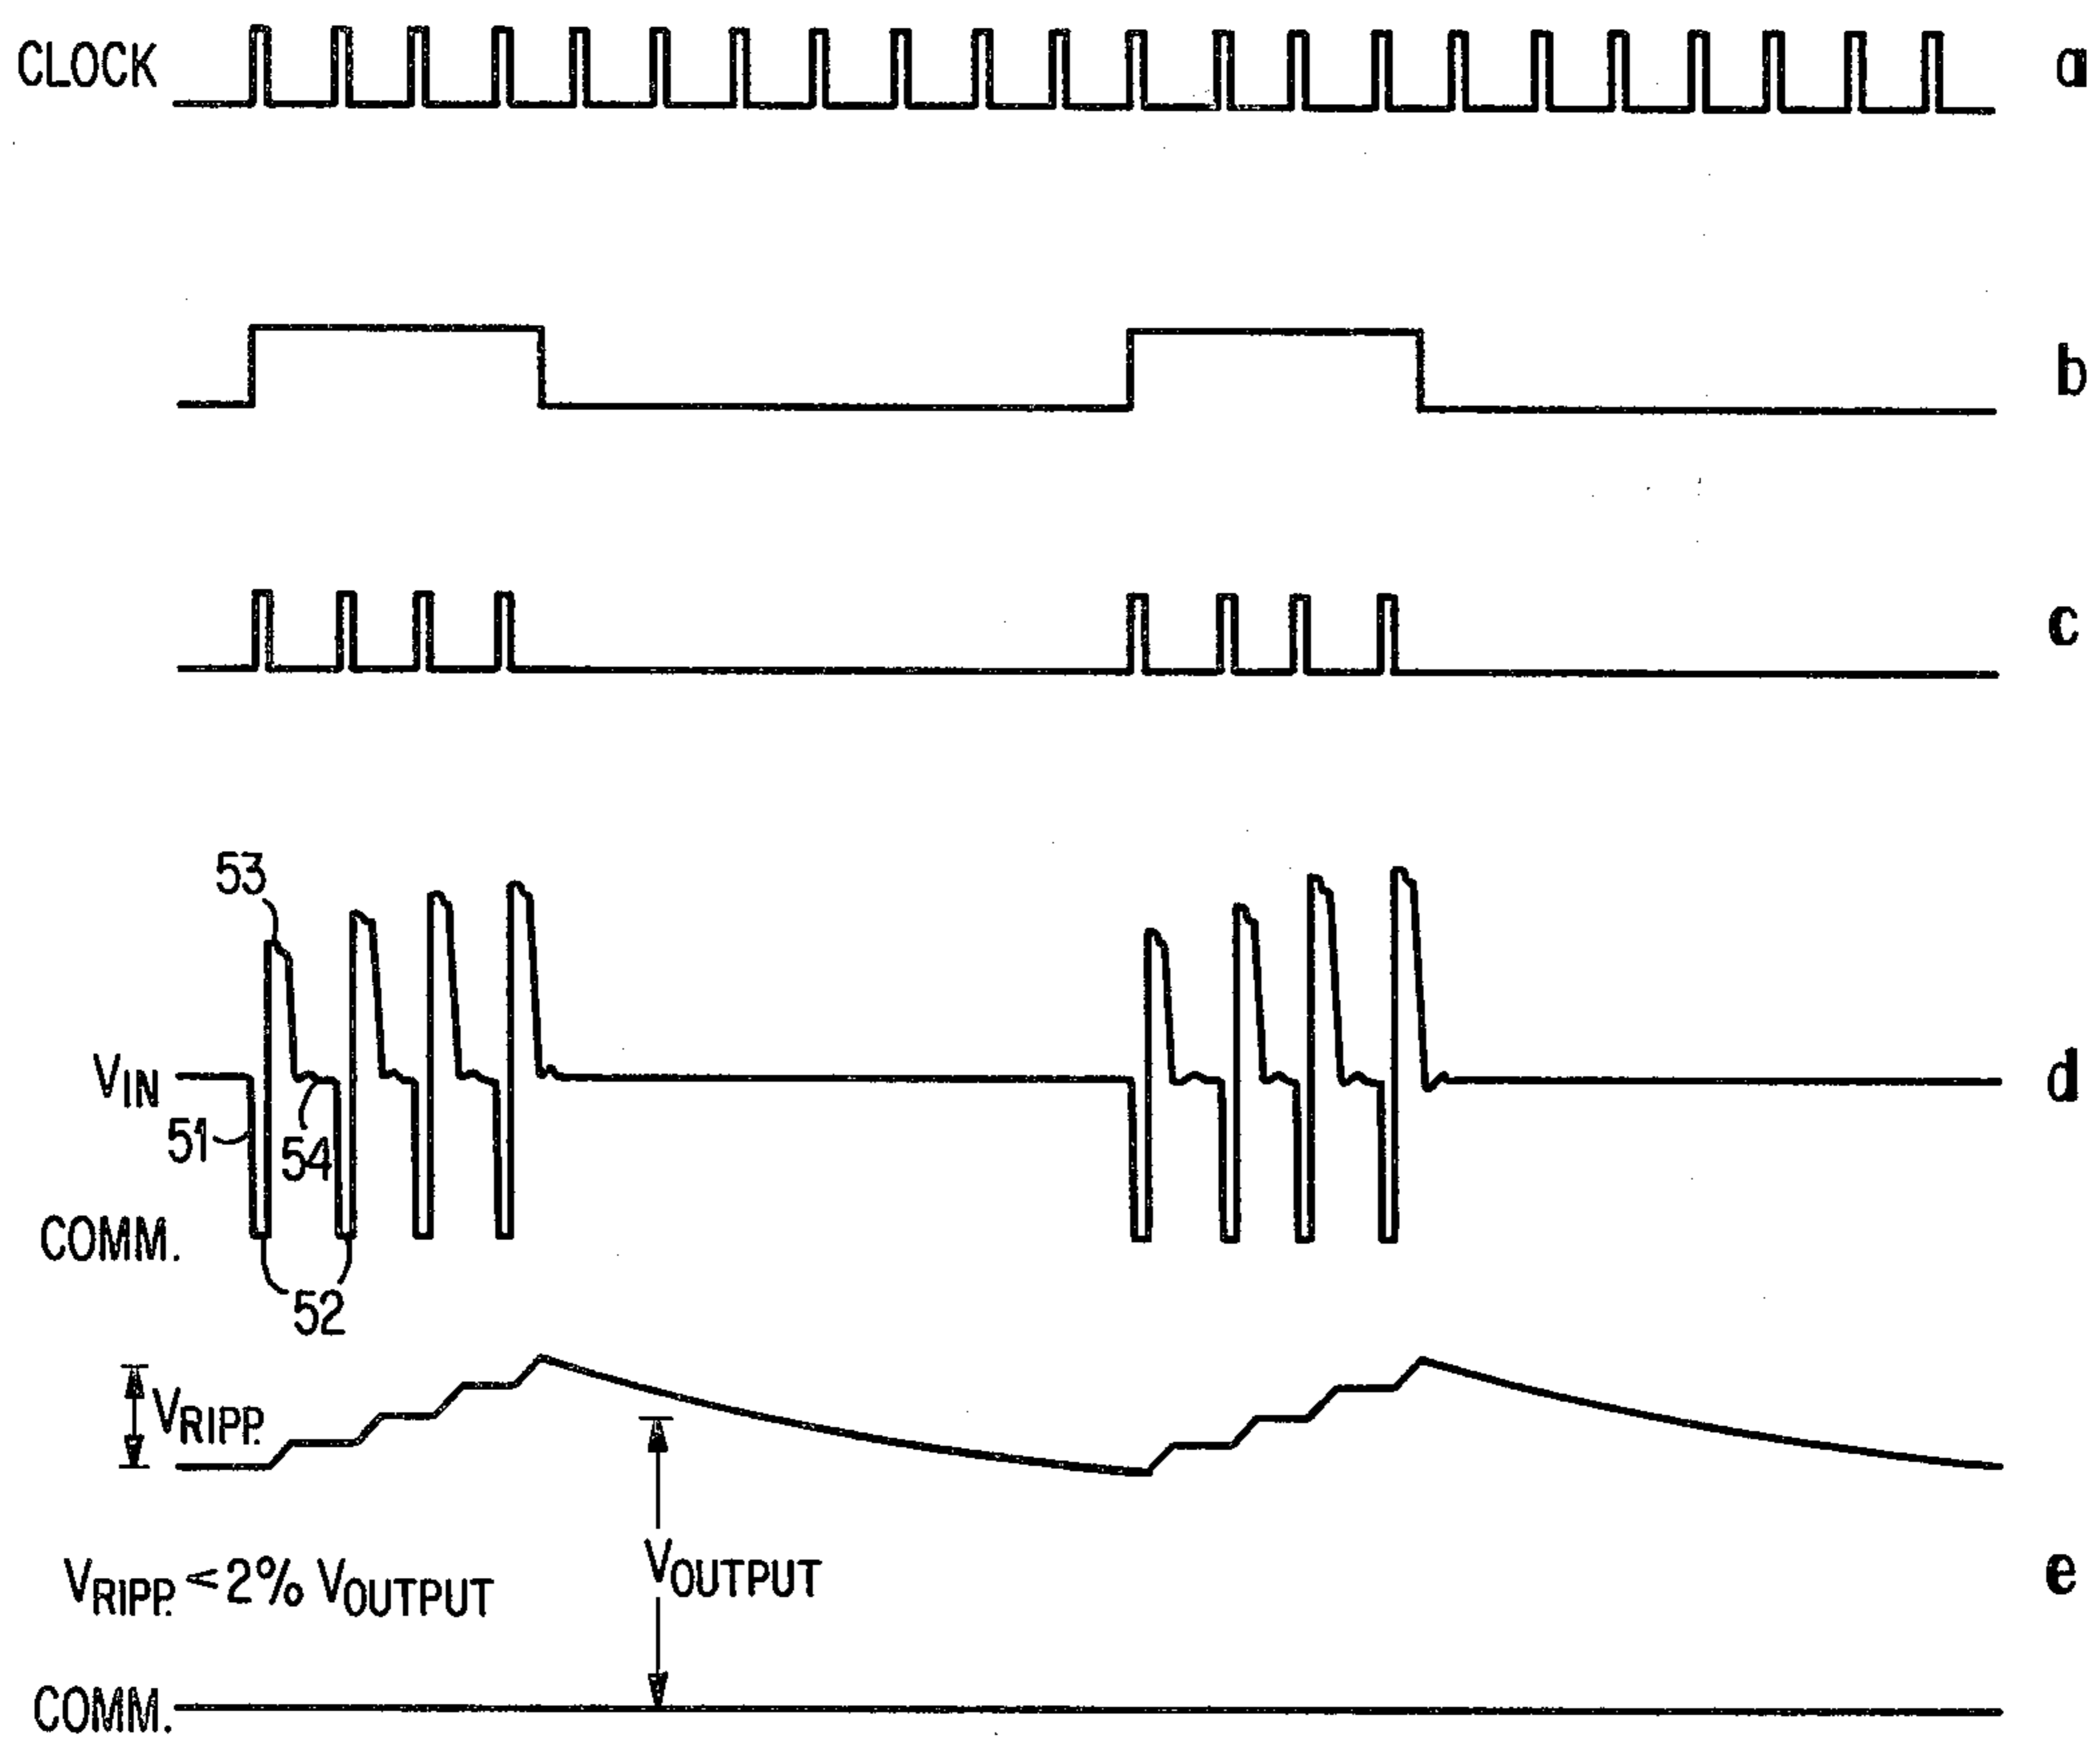 CLOCK
a
b
c
53
VIN
51
54
d
COMM.
52
VRIPP.
VRIPP. <2% VOUTPUT
VOUTPUT
e
COMM.